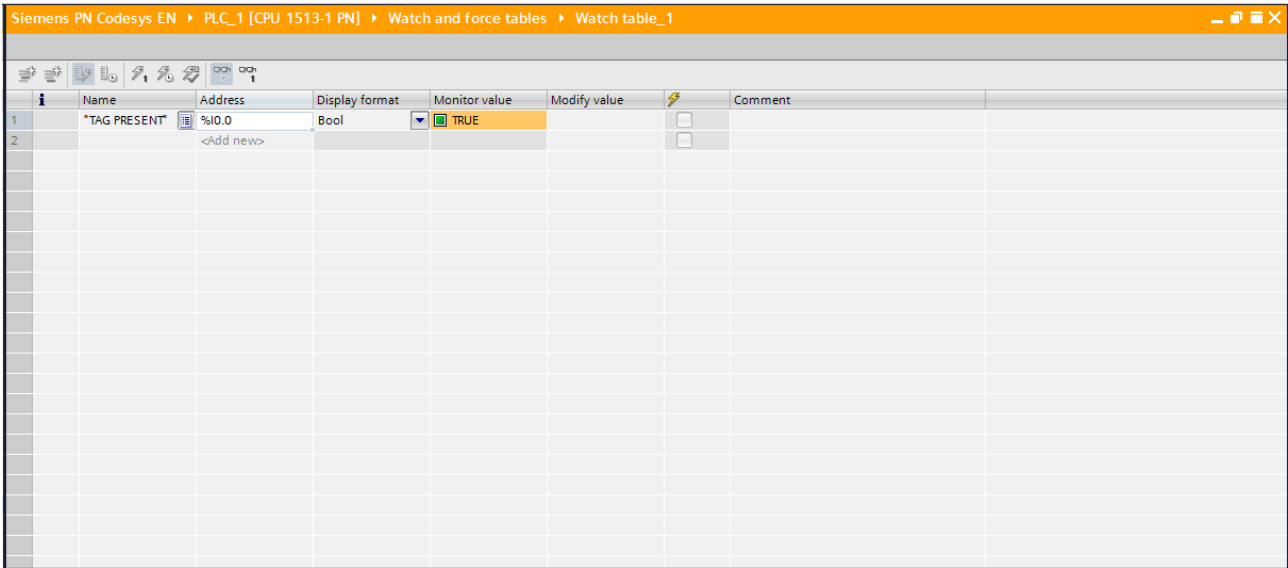 Siemens PN Codesys EN ▸ PLC_1 [CPU 1513-1 PN] ▸ Watch and force tables ▸ Watch table_1
i Name Address Display format Monitor value Modify value Comment
1 "TAG PRESENT" %I0.0 Bool TRUE
2 <Add new>